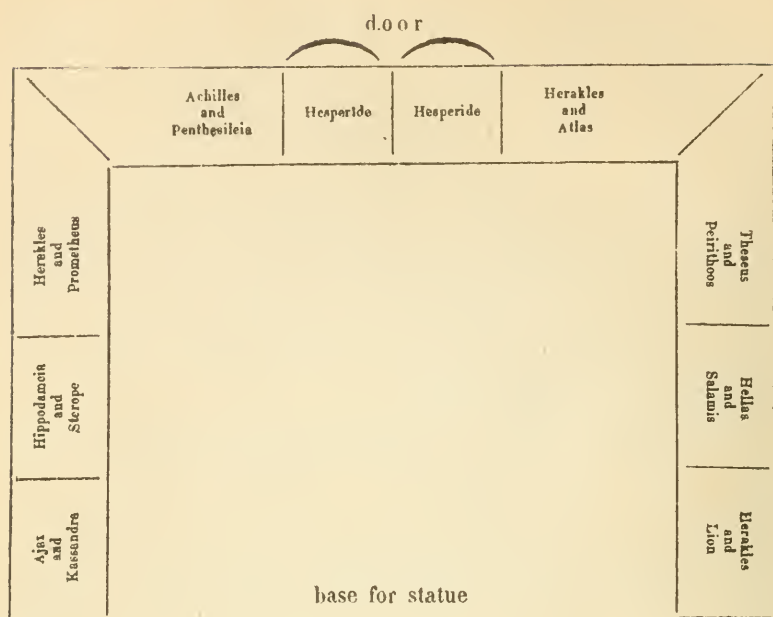 door
Achilles
and
Penthesileia
Hesperide
Hesperide
Herakles
and
Atlas
Herakles
and
Prometheus
Hippodameia
and
Sterope
Ajax
and
Kassandra
Theseus
and
Peirithoos
Hellas
and
Salamis
Herakles
and
Lion
base for statue